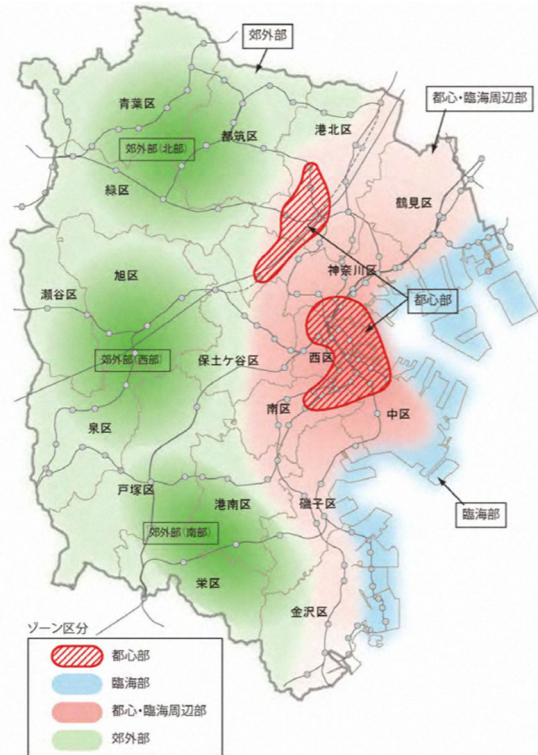 郊外部
青葉区
都心・臨海周辺部
都筑区
港北区
郊外部(北部)
緑区
鶴見区
旭区
神奈川区
瀬谷区
都心部
郊外部(西部)
保土ケ谷区
西区
南区
中区
泉区
戸塚区
港南区
磯子区
臨海部
郊外部(南部)
栄区
金沢区
ゾーン区分
都心部
臨海部
都心・臨海周辺部
郊外部